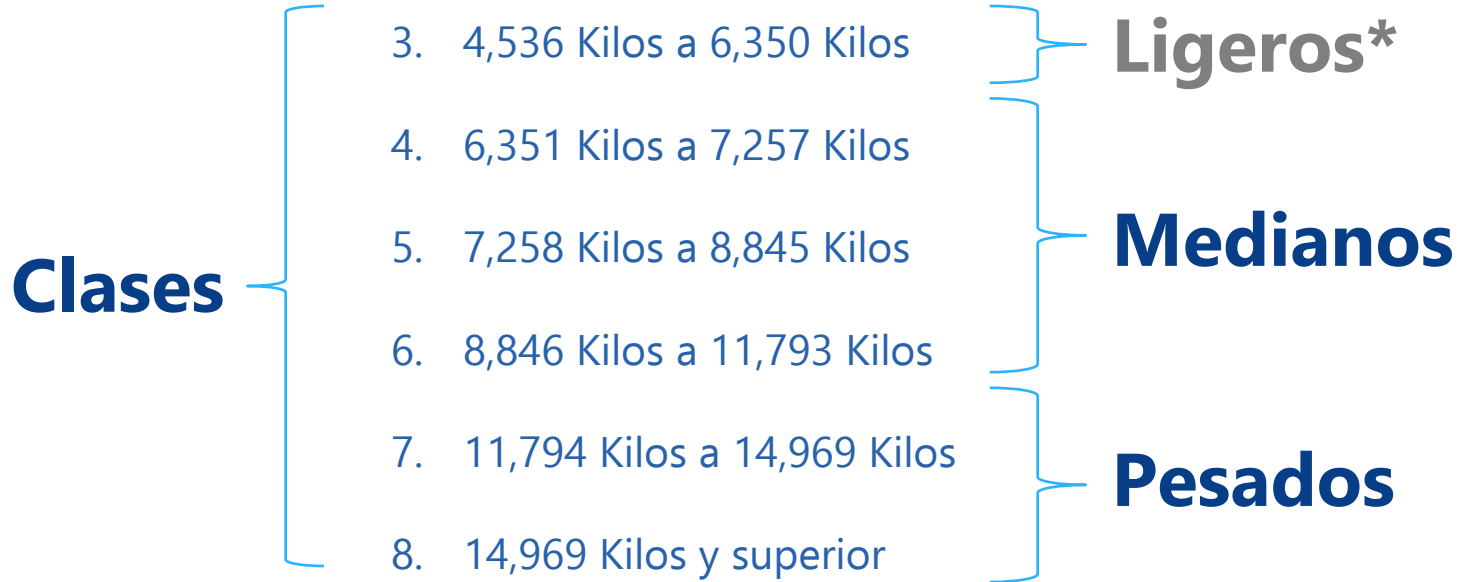 3. 4,536 Kilos a 6,350 Kilos
Ligeros*
4. 6,351 Kilos a 7,257 Kilos
5. 7,258 Kilos a 8,845 Kilos
Medianos
Clases
6. 8,846 Kilos a 11,793 Kilos
7. 11,794 Kilos a 14,969 Kilos
Pesados
8. 14,969 Kilos y superior